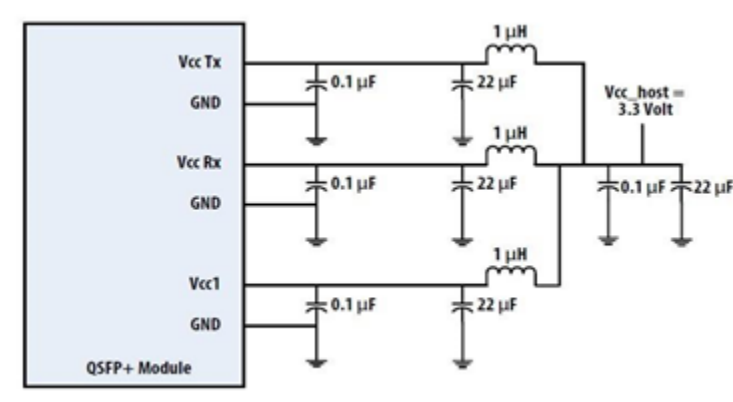 1 µH
Vcc Tx
0.1 µF
22 µF
GND
Vcc_host =
3.3 Volt
1 µH
Vcc Rx
0.1 µF
22 µF
0.1 µF
22 µF
GND
1 µH
Vcc1
0.1 µF
22 µF
GND
QSFP+ Module